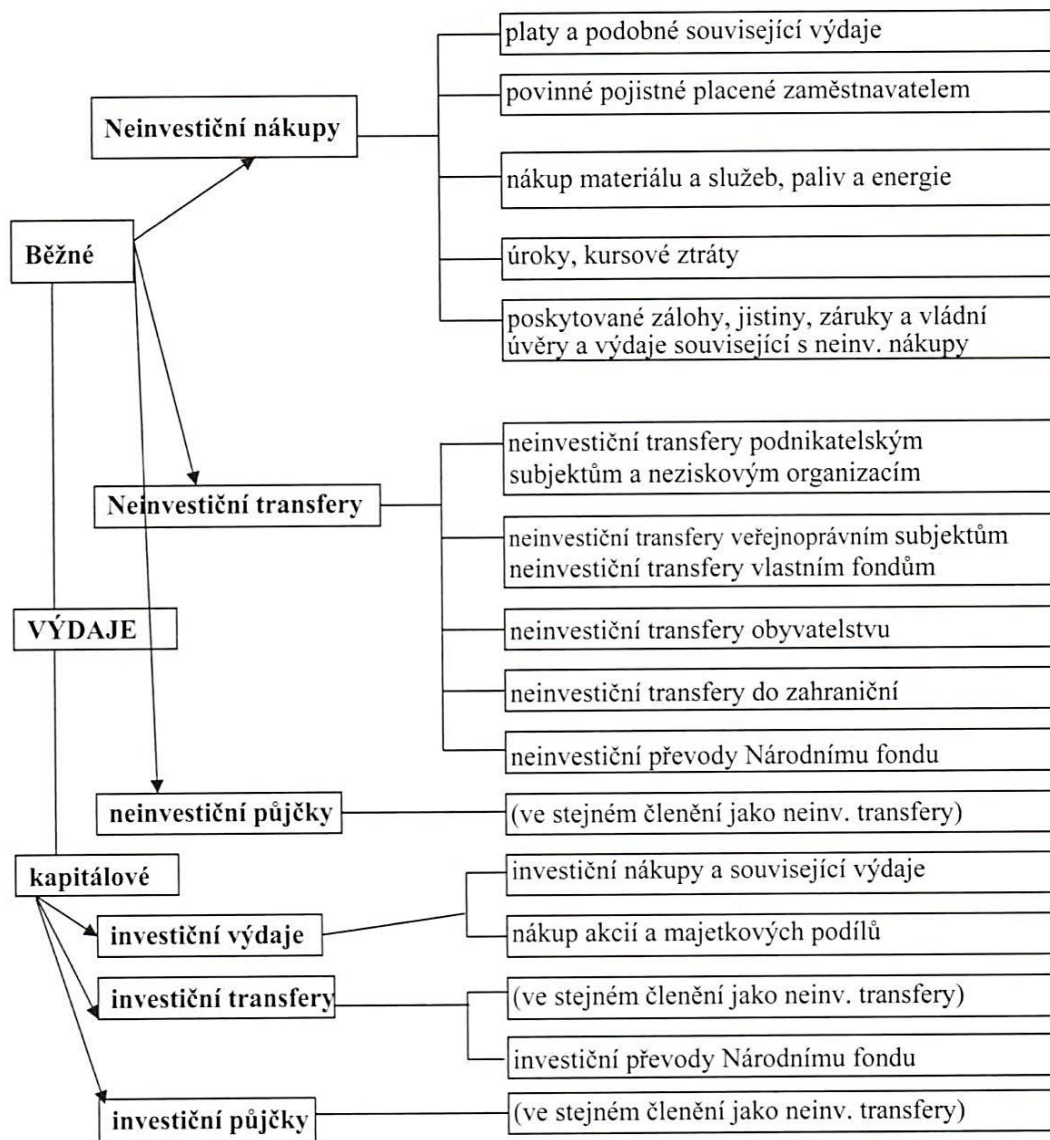 platy a podobné související výdaje
povinné pojistné placené zaměstnavatelem
Neinvestiční nákupy
nákup materiálu a služeb, paliv a energie
Běžné
úroky, kursové ztráty
poskytované zálohy, jistiny, záruky a vládní
úvěry a výdaje související s neinv. nákupy
neinvestiční transfery podnikatelským
subjektům a neziskovým organizacím
Neinvestiční transfery
neinvestiční transfery veřejnoprávním subjektům
neinvestiční transfery vlastním fondům
VÝDAJE
neinvestiční transfery obyvatelstvu
neinvestiční transfery do zahraniční
neinvestiční převody Národnímu fondu
neinvestiční půjčky
(ve stejném členění jako neinv. transfery)
kapitálové
investiční nákupy a související výdaje
investiční výdaje
nákup akcií a majetkových podílů
investiční transfery
(ve stejném členění jako neinv. transfery)
investiční převody Národnímu fondu
investiční půjčky
(ve stejném členění jako neinv. transfery)